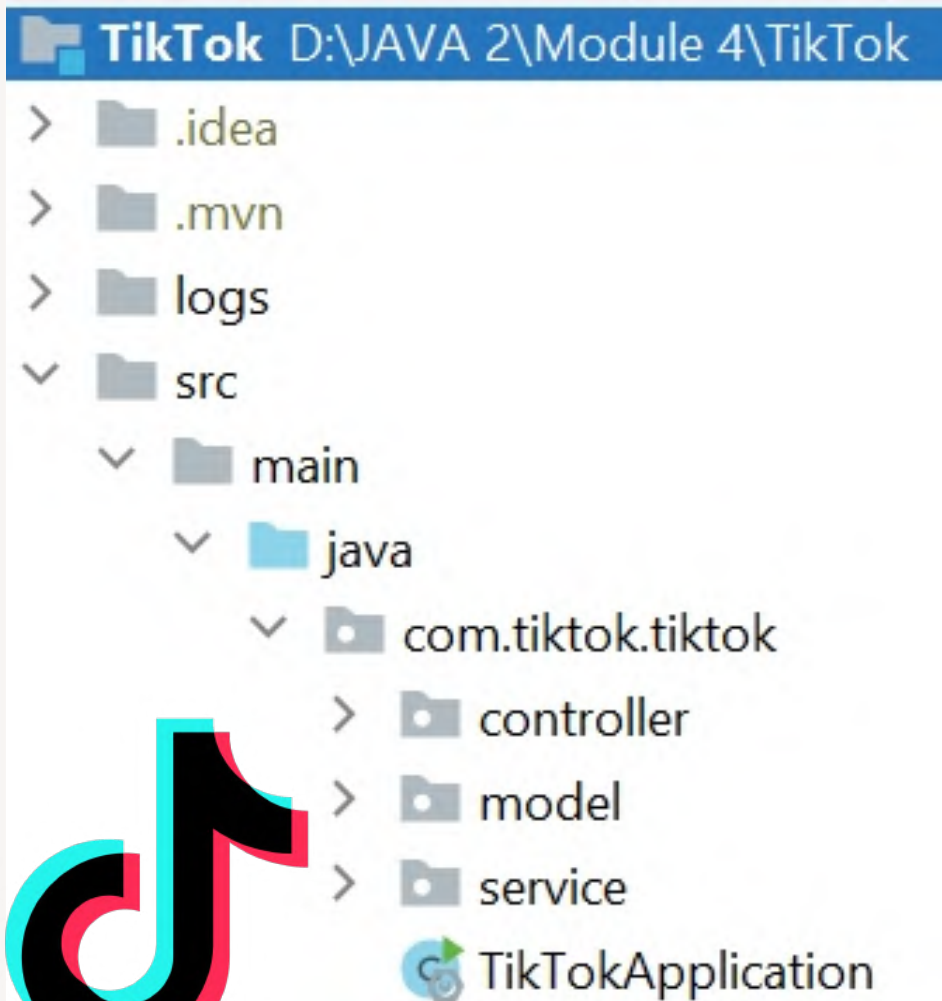 TikTok D:\JAVA 2\Module 4\TikTok
.idea
.mvn
logs
src
main
java
com.tiktok.tiktok
controller
model
service
TikTokApplication